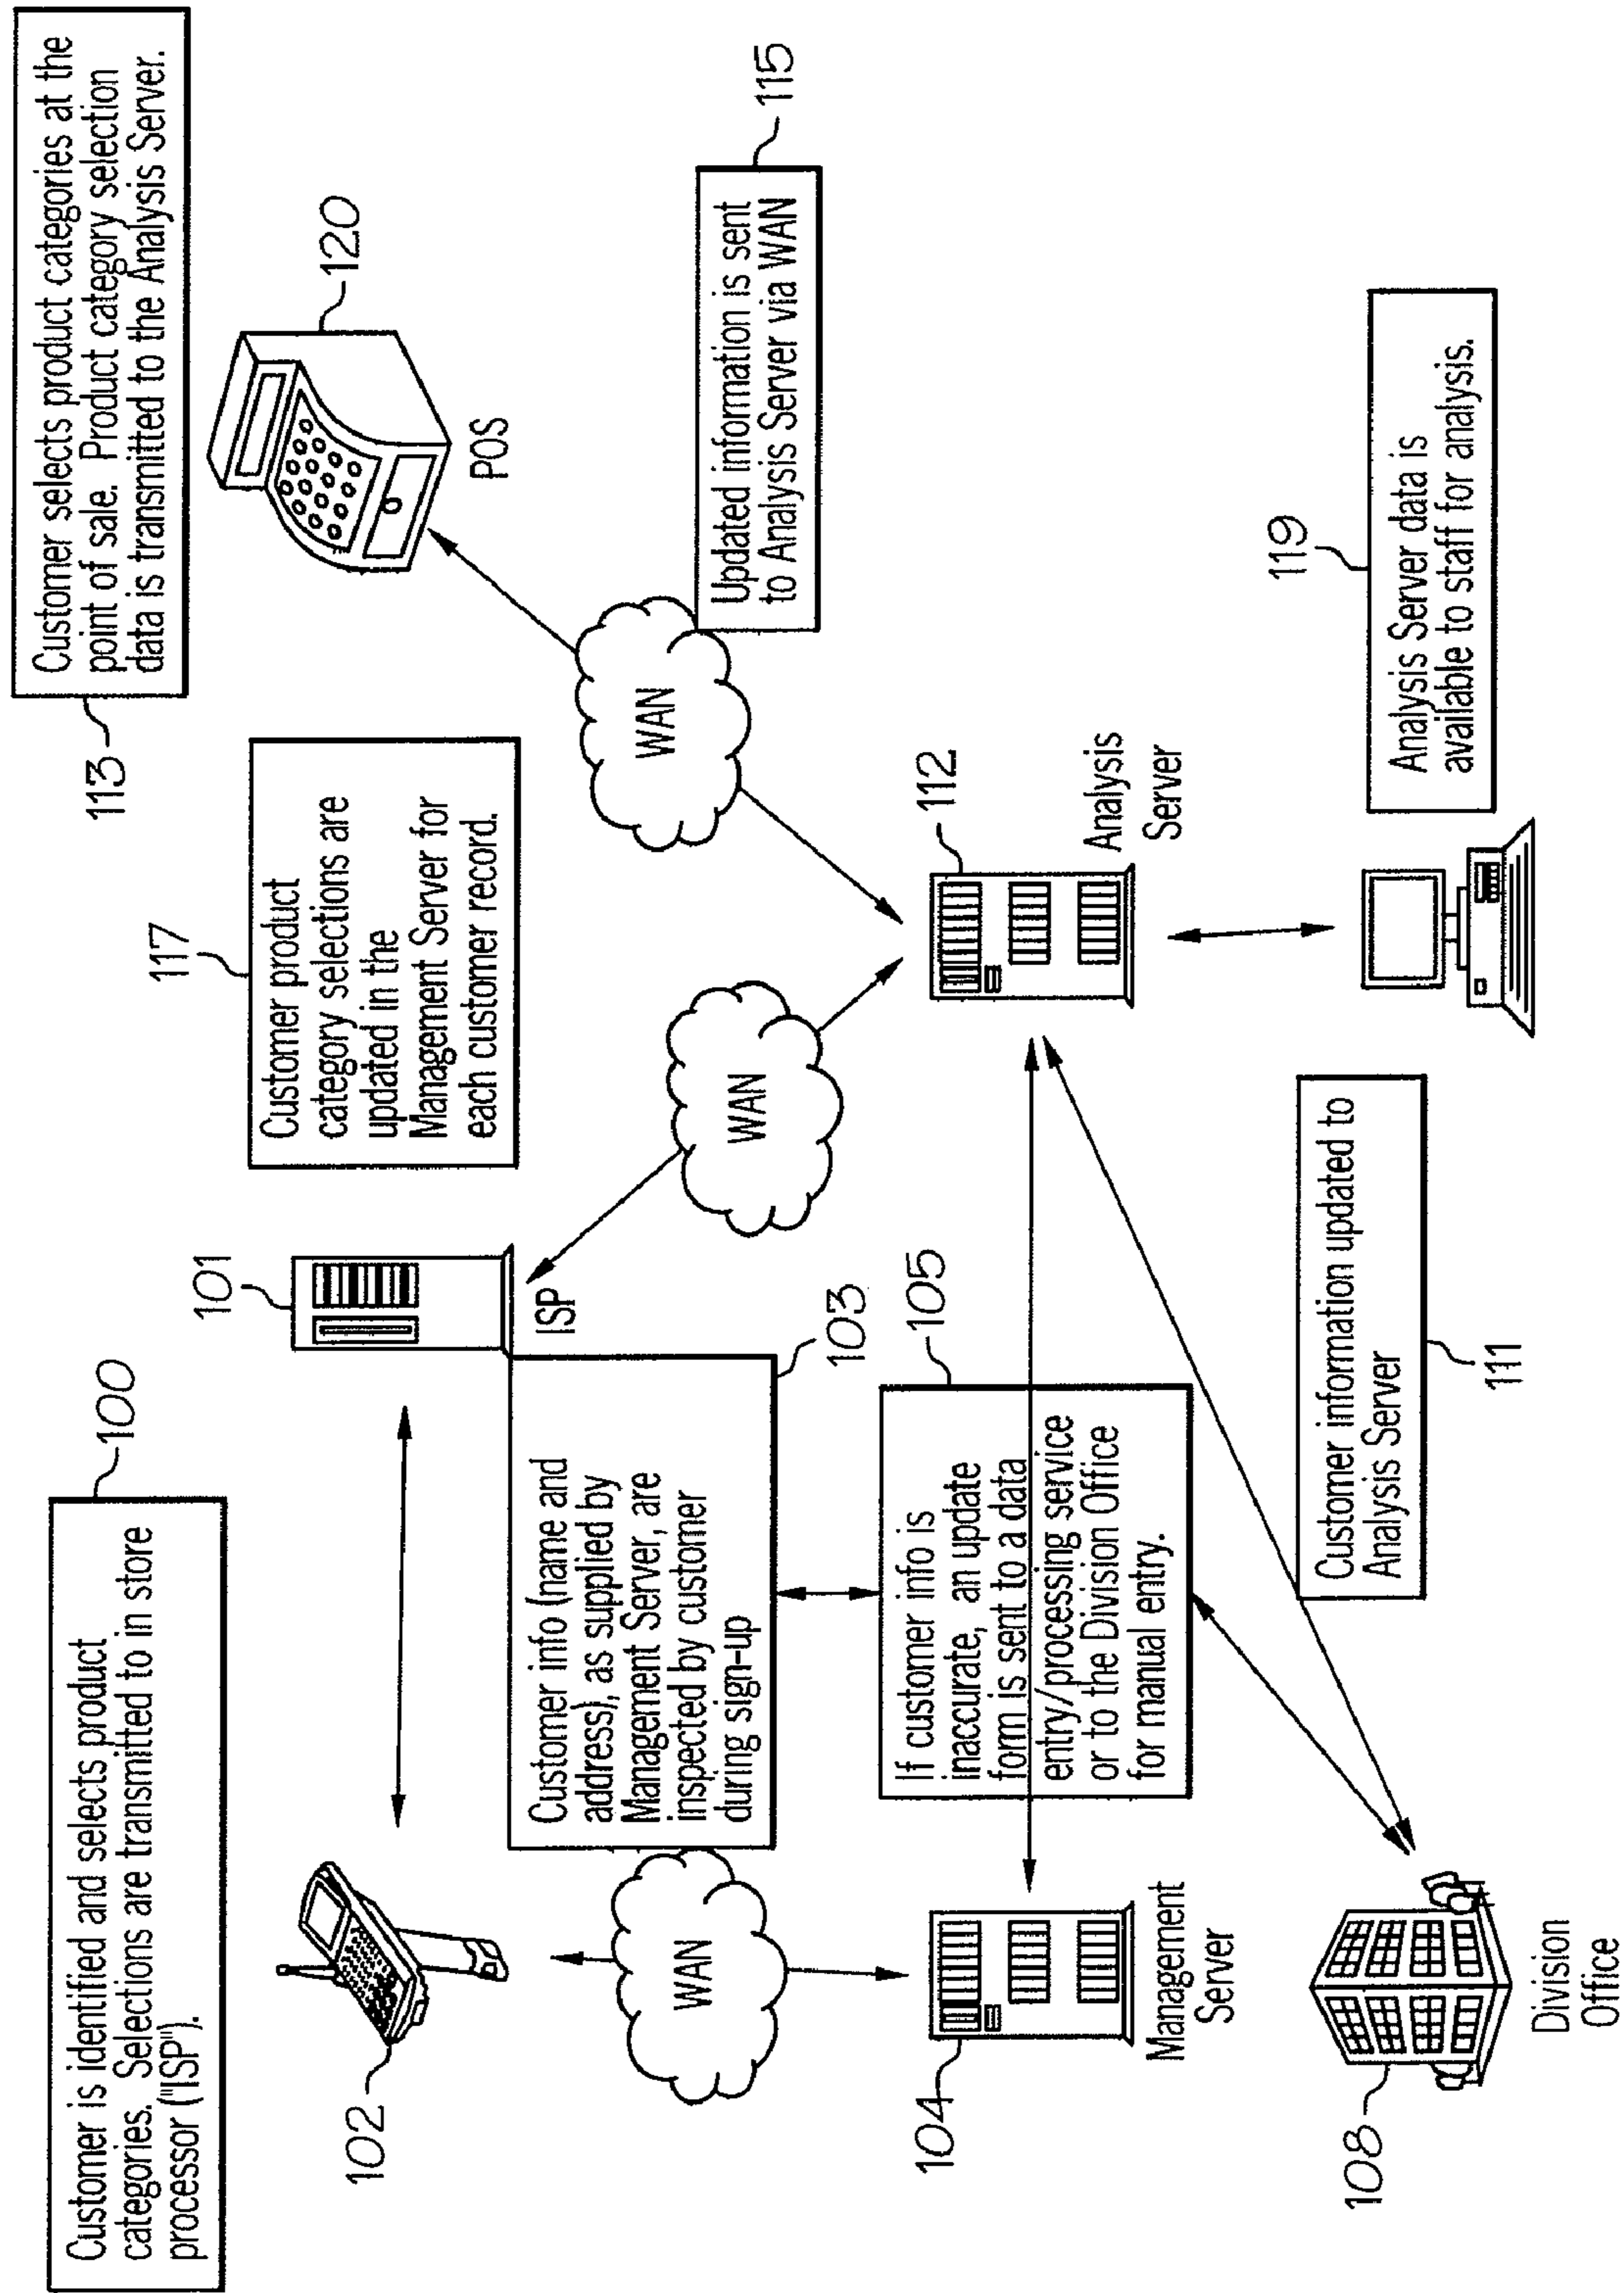 Customer is identified and selects product
categories. Selections are transmitted to in store
processor ("ISP").
100
Customer selects product categories at the
point of sale. Product category selection
data is transmitted to the Analysis Server.
113
102
101
ISP
117
Customer product
category selections are
updated in the
Management Server for
each customer record.
120
POS
WAN
Customer info (name and
address), as supplied by
Management Server, are
inspected by customer
during sign-up
103
WAN
WAN
Updated information is sent
to Analysis Server via WAN
115
104
Management
Server
If customer info is
inaccurate, an update
form is sent to a data
entry/processing service
or to the Division Office
for manual entry.
105
112
Analysis
Server
108
Division
Office
Customer information updated to
Analysis Server
111
119
Analysis Server data is
available to staff for analysis.